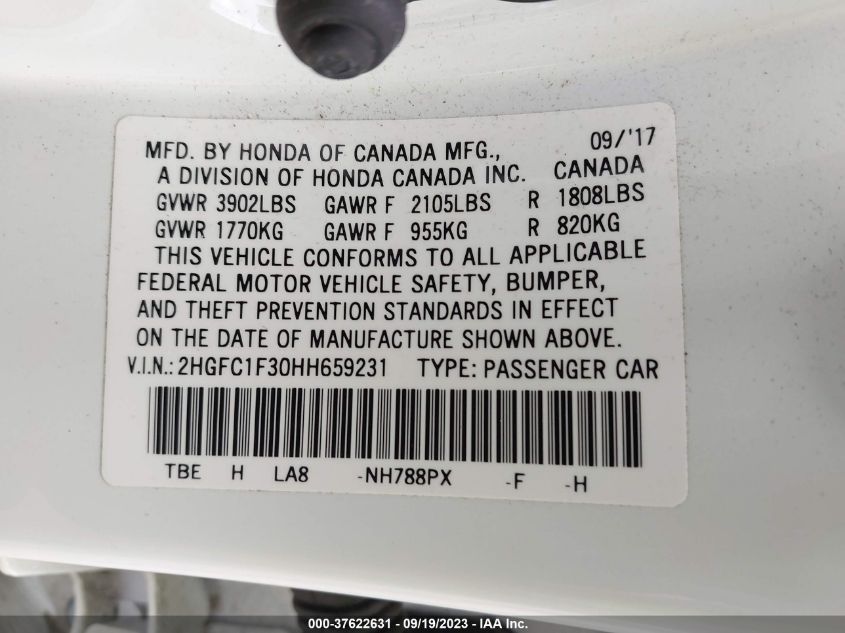 MFD. BY HONDA OF CANADA MFG., 09/'17
A DIVISION OF HONDA CANADA INC. CANADA
GVWR 3902LBS GAWR F 2105LBS R 1808LBS
GVWR 1770KG GAWR F 955KG R 820KG
THIS VEHICLE CONFORMS TO ALL APPLICABLE
FEDERAL MOTOR VEHICLE SAFETY, BUMPER,
AND THEFT PREVENTION STANDARDS IN EFFECT
ON THE DATE OF MANUFACTURE SHOWN ABOVE.
V.I.N.: 2HGFC1F30HH659231 TYPE: PASSENGER CAR
TBE H LA8 -NH788PX -F -H
000-37622631 - 09/19/2023 - IAA Inc.